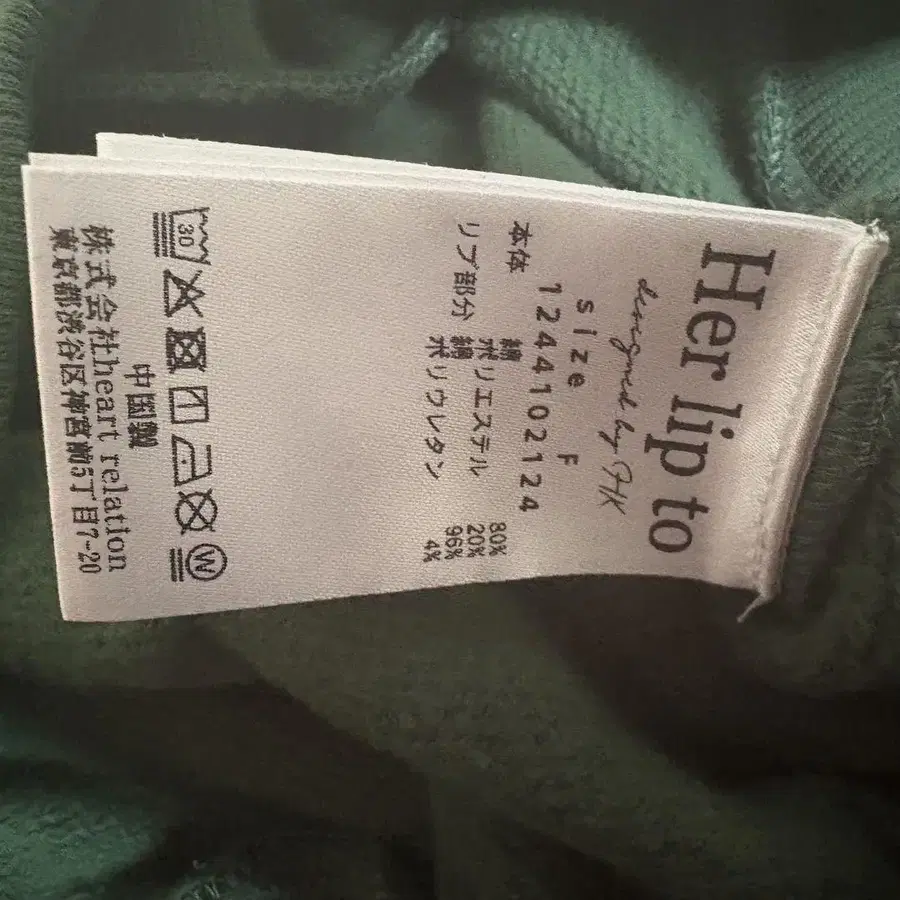 Her lip to
designed by HK
size F
1244102124
本体 綿 80%
ポリエステル 20%
リブ部分 綿 96%
ポリウレタン 4%
30
W
中国製
株式会社heart relation
東京都渋谷区神宮前5丁目7-20